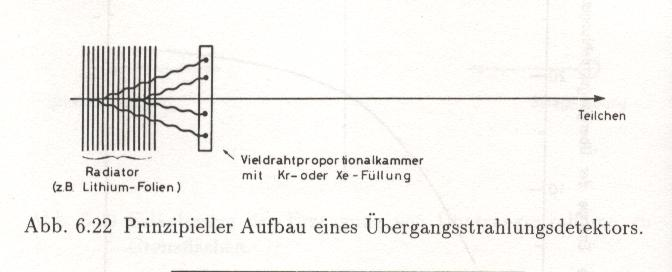 Teilchen
Vieldrahtproportionalkammer
mit Kr- oder Xe-Füllung
Radiator
(z.B. Lithium-Folien)
Abb. 6.22 Prinzipieller Aufbau eines Übergangsstrahlungsdetektors.